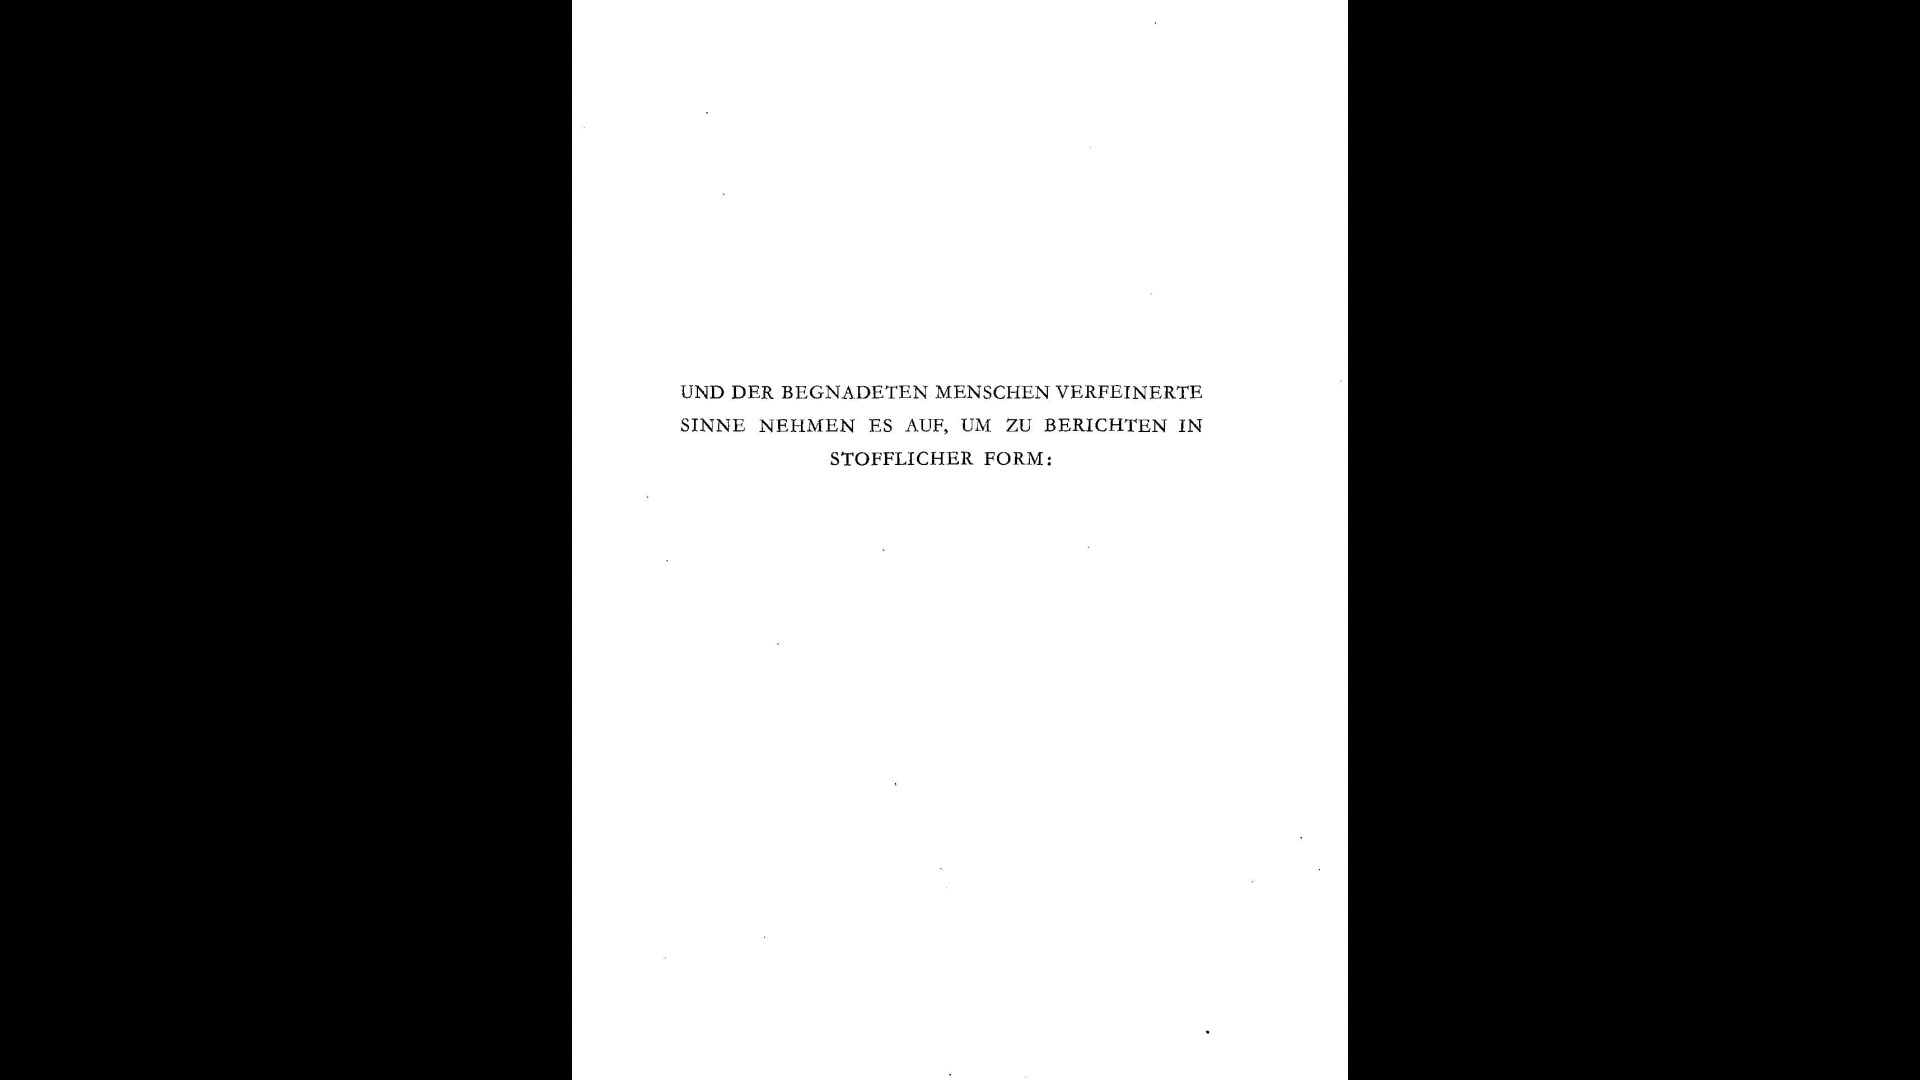 UND DER BEGNADETEN MENSCHEN VERFEINERTE
SINNE NEHMEN ES AUF, UM ZU BERICHTEN IN
STOFFLICHER FORM: